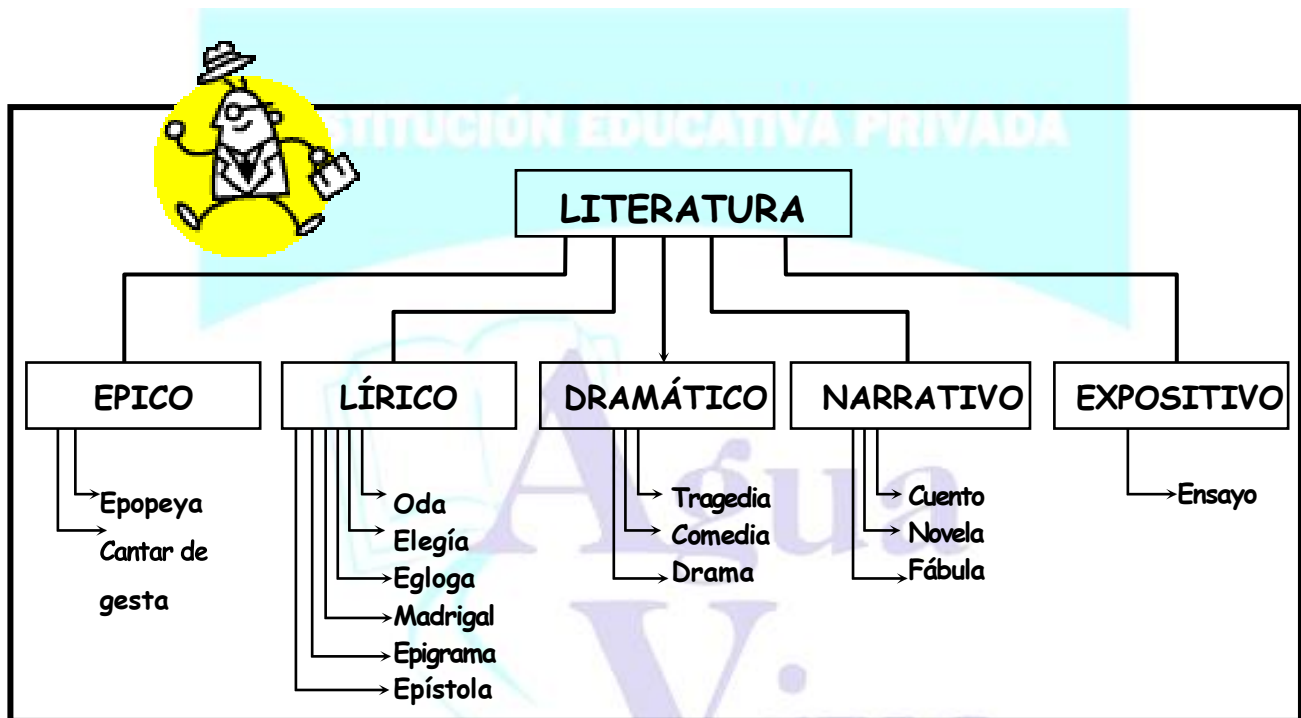 INSTITUCIÓN EDUCATIVA PRIVADA
LITERATURA
EPICO
LÍRICO
DRAMÁTICO
NARRATIVO
EXPOSITIVO
Epopeya
Cantar de
gesta
Oda
Elegía
Egloga
Madrigal
Epigrama
Epístola
Tragedia
Comedia
Drama
Cuento
Novela
Fábula
Ensayo
Agua